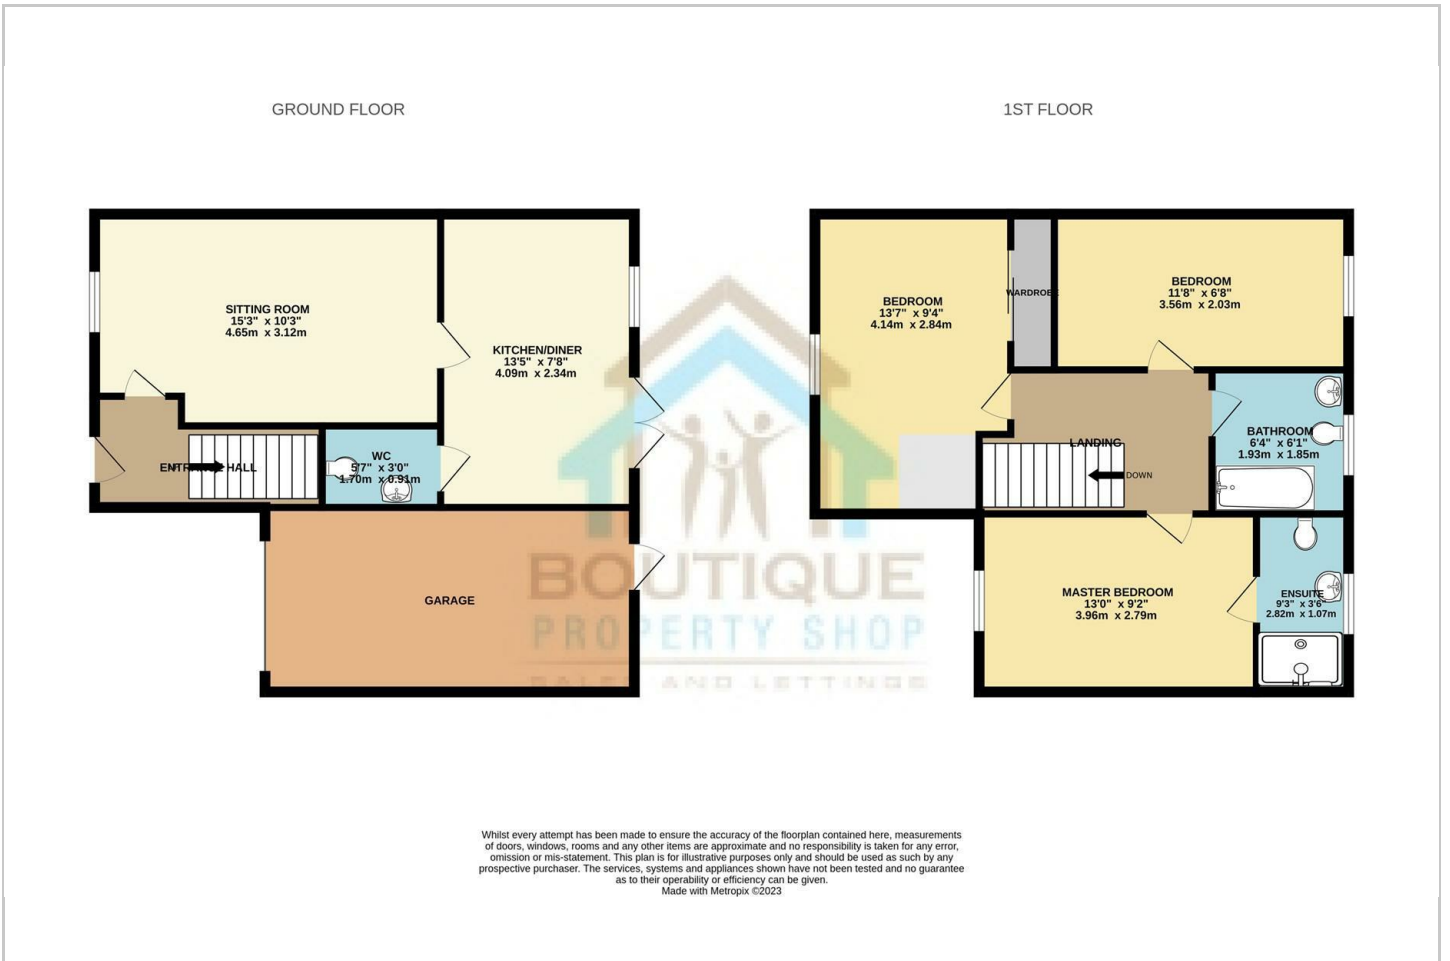 GROUND FLOOR
1ST FLOOR
SITTING ROOM
15'3" x 10'3"
4.65m x 3.12m
KITCHEN/DINER
13'5" x 7'8"
4.09m x 2.34m
ENTRANCE HALL
WC
5'7" x 3'0"
1.70m x 0.91m
GARAGE
BEDROOM
13'7" x 9'4"
4.14m x 2.84m
WARDROBE
BEDROOM
11'8" x 6'8"
3.56m x 2.03m
LANDING
DOWN
BATHROOM
6'4" x 6'1"
1.93m x 1.85m
MASTER BEDROOM
13'0" x 9'2"
3.96m x 2.79m
ENSUITE
9'3" x 3'6"
2.82m x 1.07m
BOUTIQUE
PROPERTY SHOP
SALES AND LETTINGS
Whilst every attempt has been made to ensure the accuracy of the floorplan contained here, measurements
of doors, windows, rooms and any other items are approximate and no responsibility is taken for any error,
omission or mis-statement. This plan is for illustrative purposes only and should be used as such by any
prospective purchaser. The services, systems and appliances shown have not been tested and no guarantee
as to their operability or efficiency can be given.
Made with Metropix ©2023